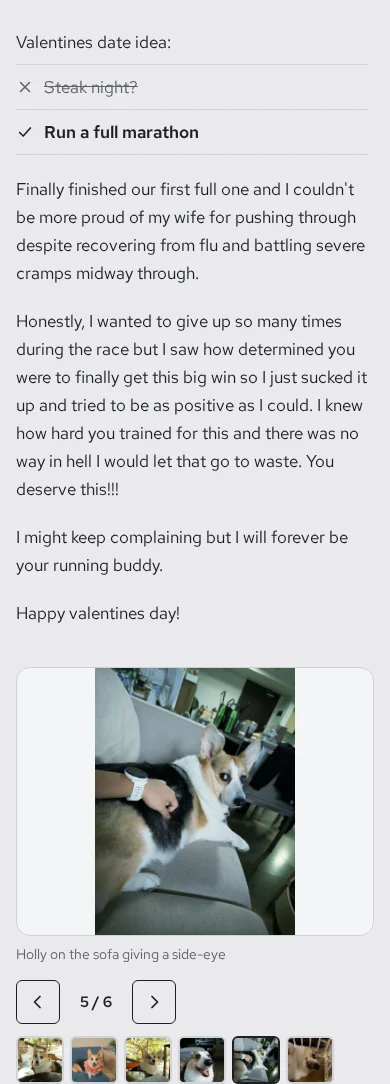 Valentines date idea:
Steak night?
Run a full marathon
Finally finished our first full one and I couldn't
be more proud of my wife for pushing through
despite recovering from flu and battling severe
cramps midway through.
Honestly, I wanted to give up so many times
during the race but I saw how determined you
were to finally get this big win so I just sucked it
up and tried to be as positive as I could. I knew
how hard you trained for this and there was no
way in hell I would let that go to waste. You
deserve this!!!
I might keep complaining but I will forever be
your running buddy.
Happy valentines day!
Holly on the sofa giving a side-eye
5 / 6